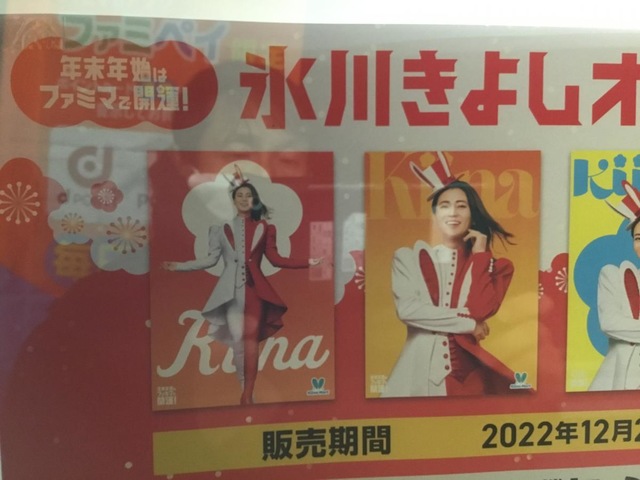 ファミペイ
年末年始は
ファミマで開運!
氷川きよしオ
Kiina
Kiina
Kii
販売期間
2022年12月2